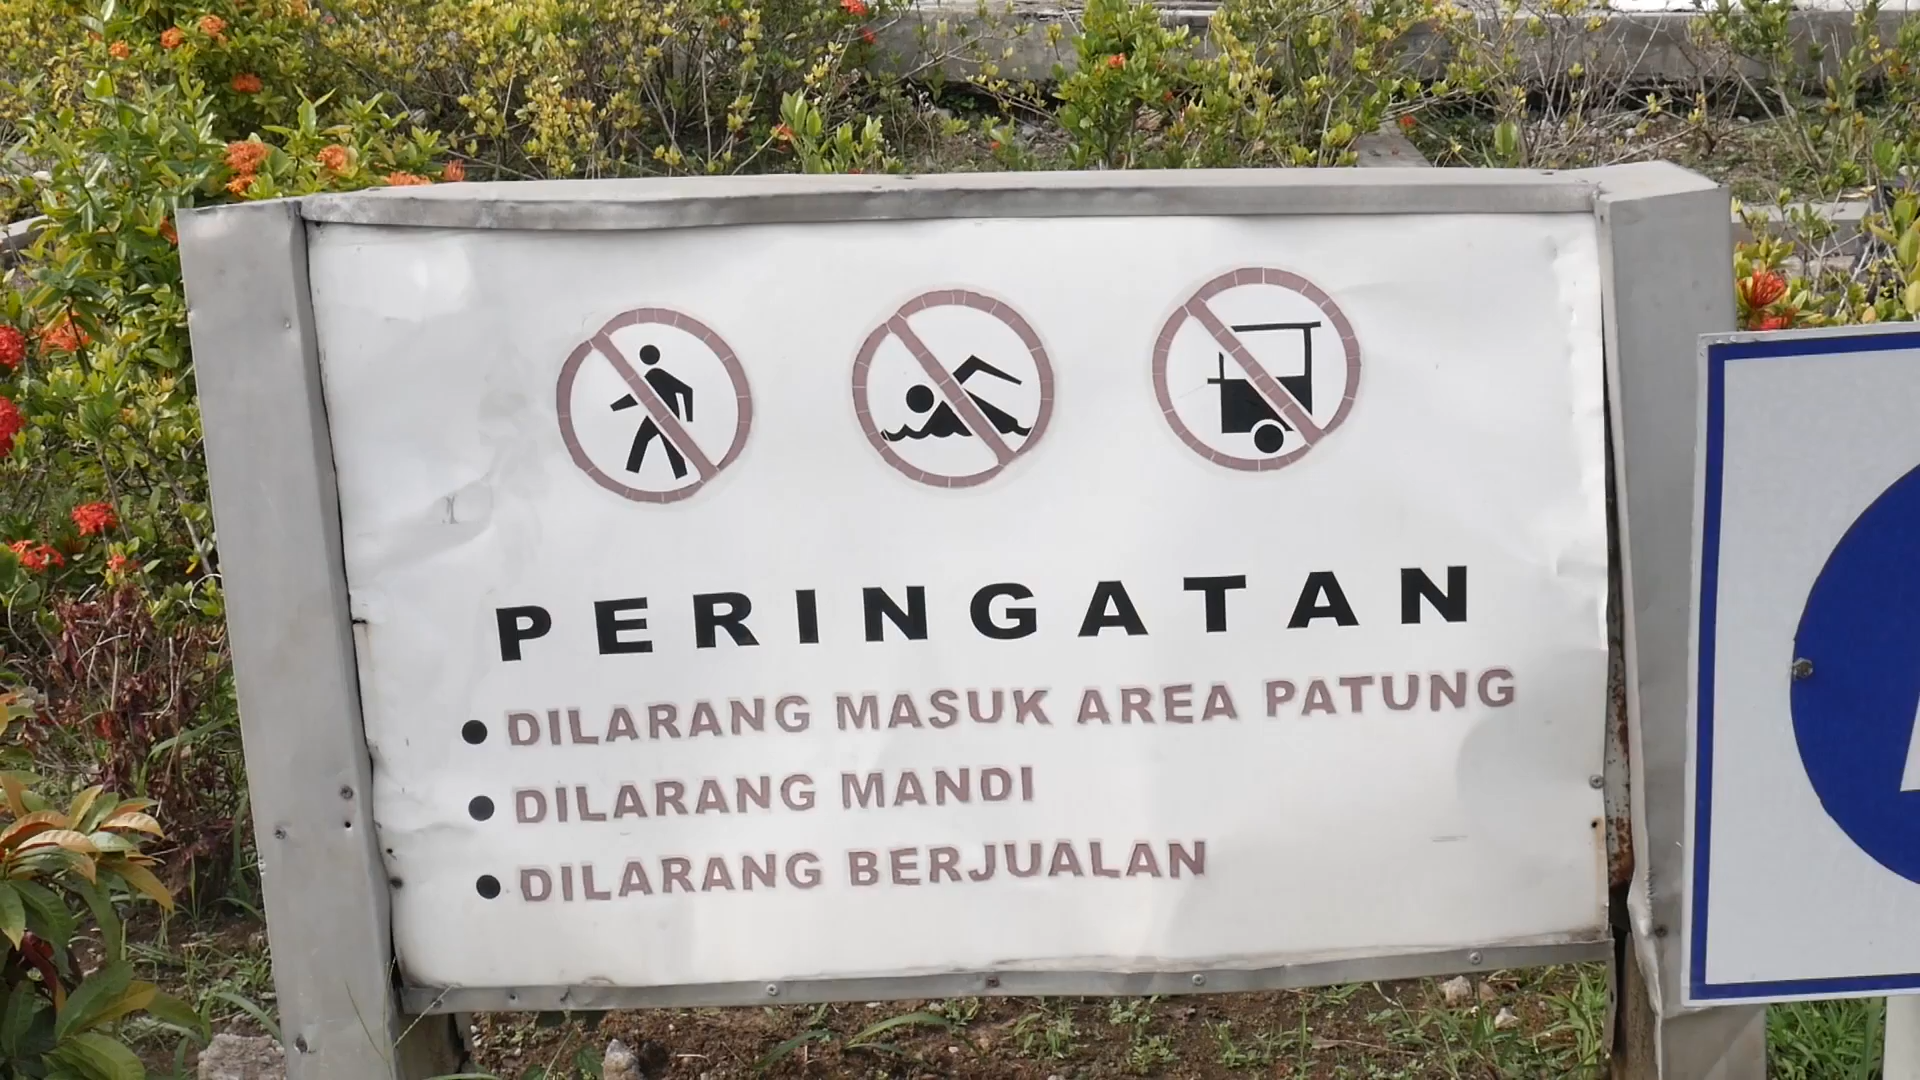 PERINGATAN
● DILARANG MASUK AREA PATUNG
● DILARANG MANDI
● DILARANG BERJUALAN